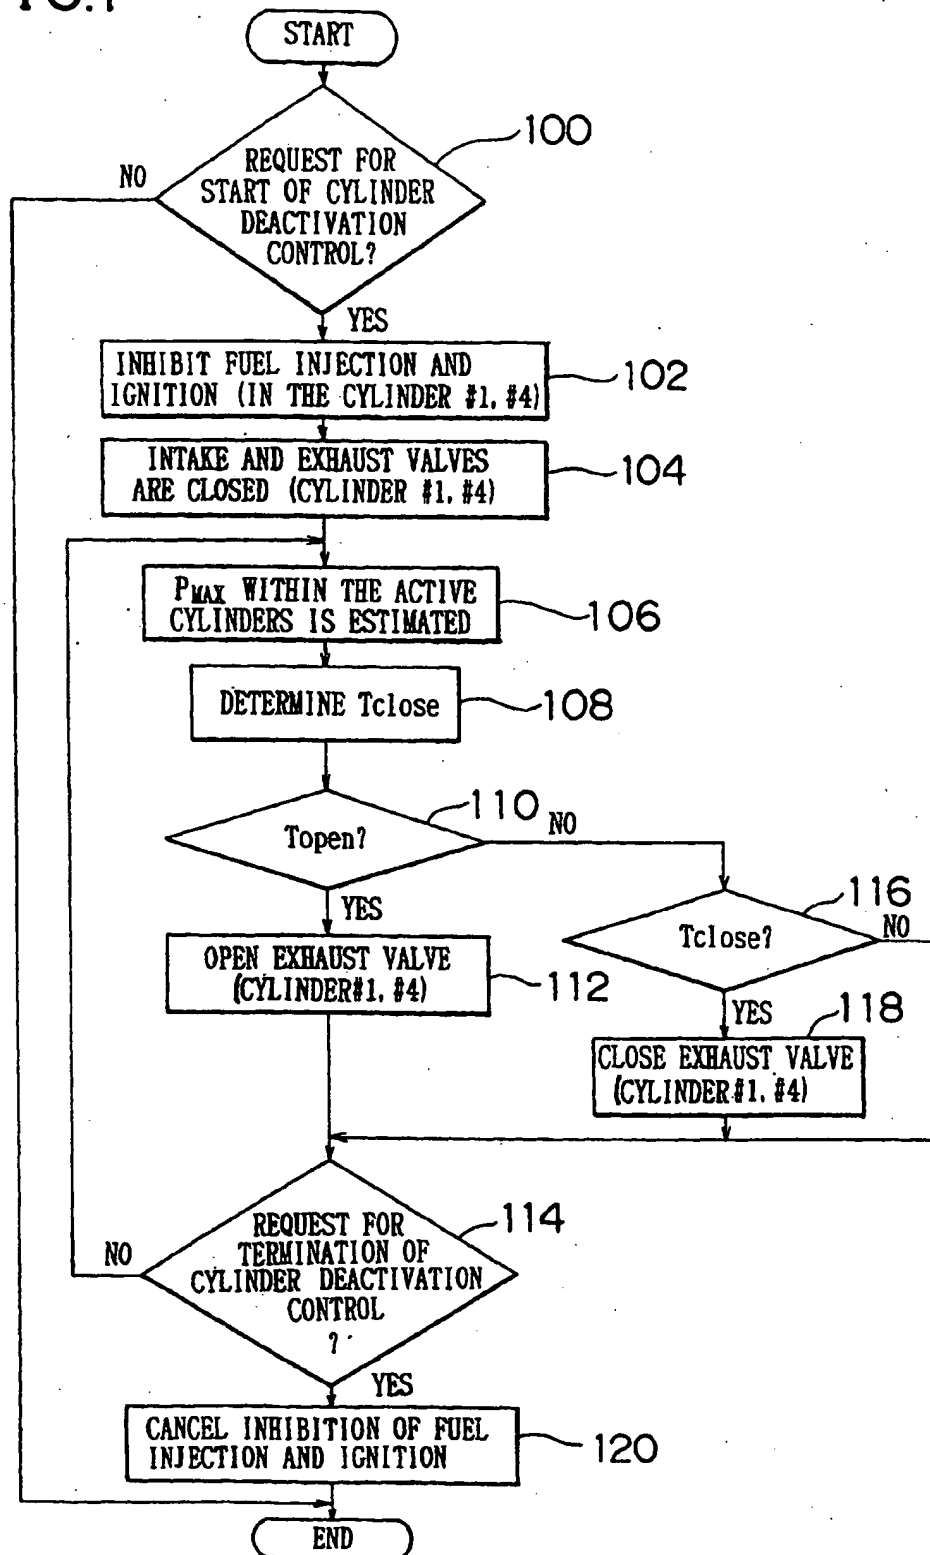 START
100
REQUEST FOR
START OF CYLINDER
DEACTIVATION
CONTROL?
NO
YES
INHIBIT FUEL INJECTION AND
IGNITION (IN THE CYLINDER #1, #4)
102
INTAKE AND EXHAUST VALVES
ARE CLOSED (CYLINDER #1, #4)
104
PMAX WITHIN THE ACTIVE
CYLINDERS IS ESTIMATED
106
DETERMINE Tclose
108
Topen?
110
NO
YES
Tclose?
116
NO
OPEN EXHAUST VALVE
(CYLINDER#1, #4)
112
YES
118
CLOSE EXHAUST VALVE
(CYLINDER#1, #4)
REQUEST FOR
TERMINATION OF
CYLINDER DEACTIVATION
CONTROL
?
114
NO
YES
CANCEL INHIBITION OF FUEL
INJECTION AND IGNITION
120
END